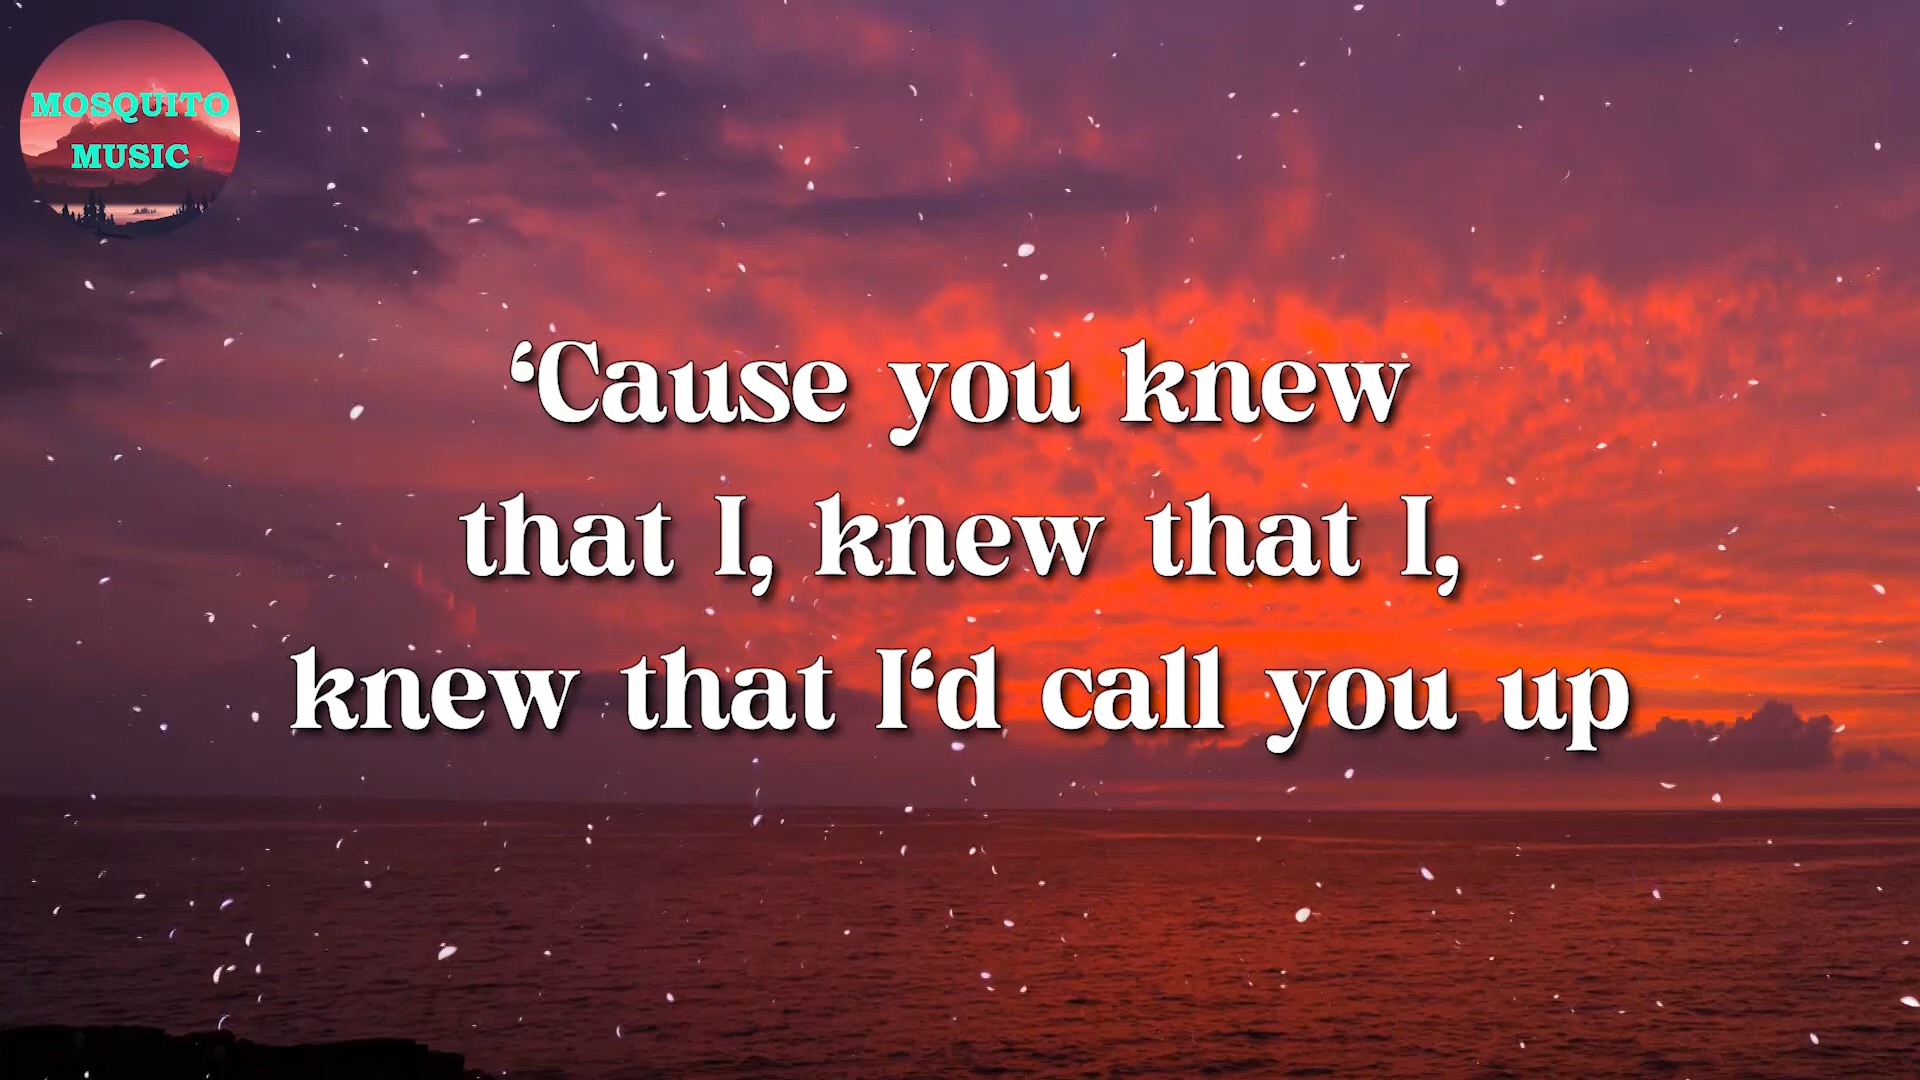 MOSQUITO
MUSIC
‘Cause you knew
that I, knew that I,
knew that I‘d call you up